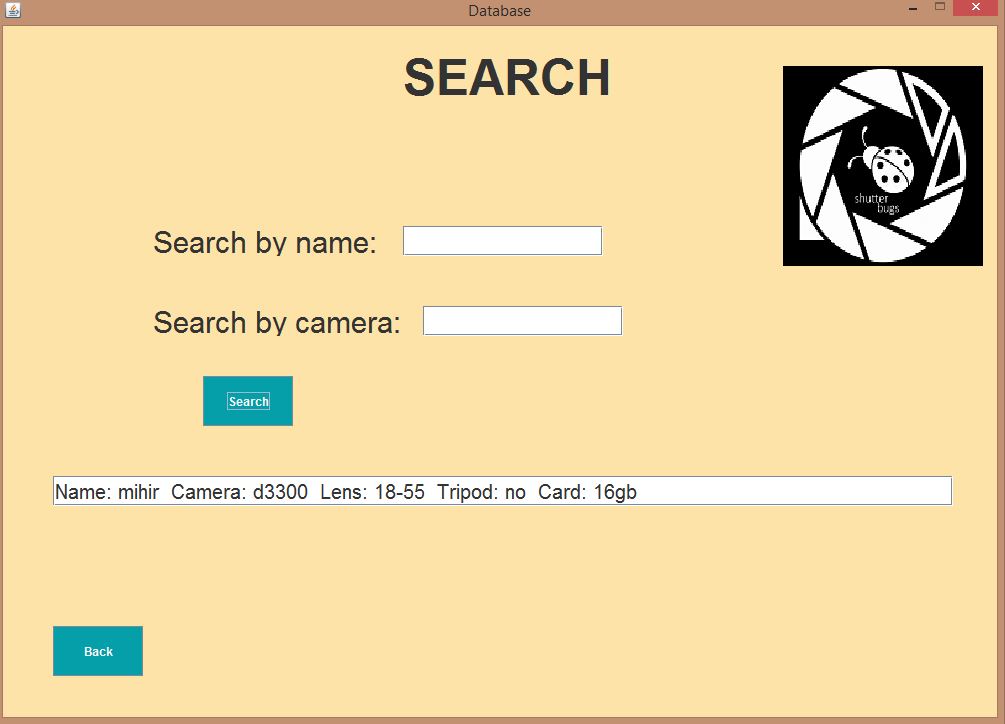 Database
SEARCH
shutter
bugs
Search by name:
Search by camera:
Search
Name: mihir  Camera: d3300  Lens: 18-55  Tripod: no  Card: 16gb
Back